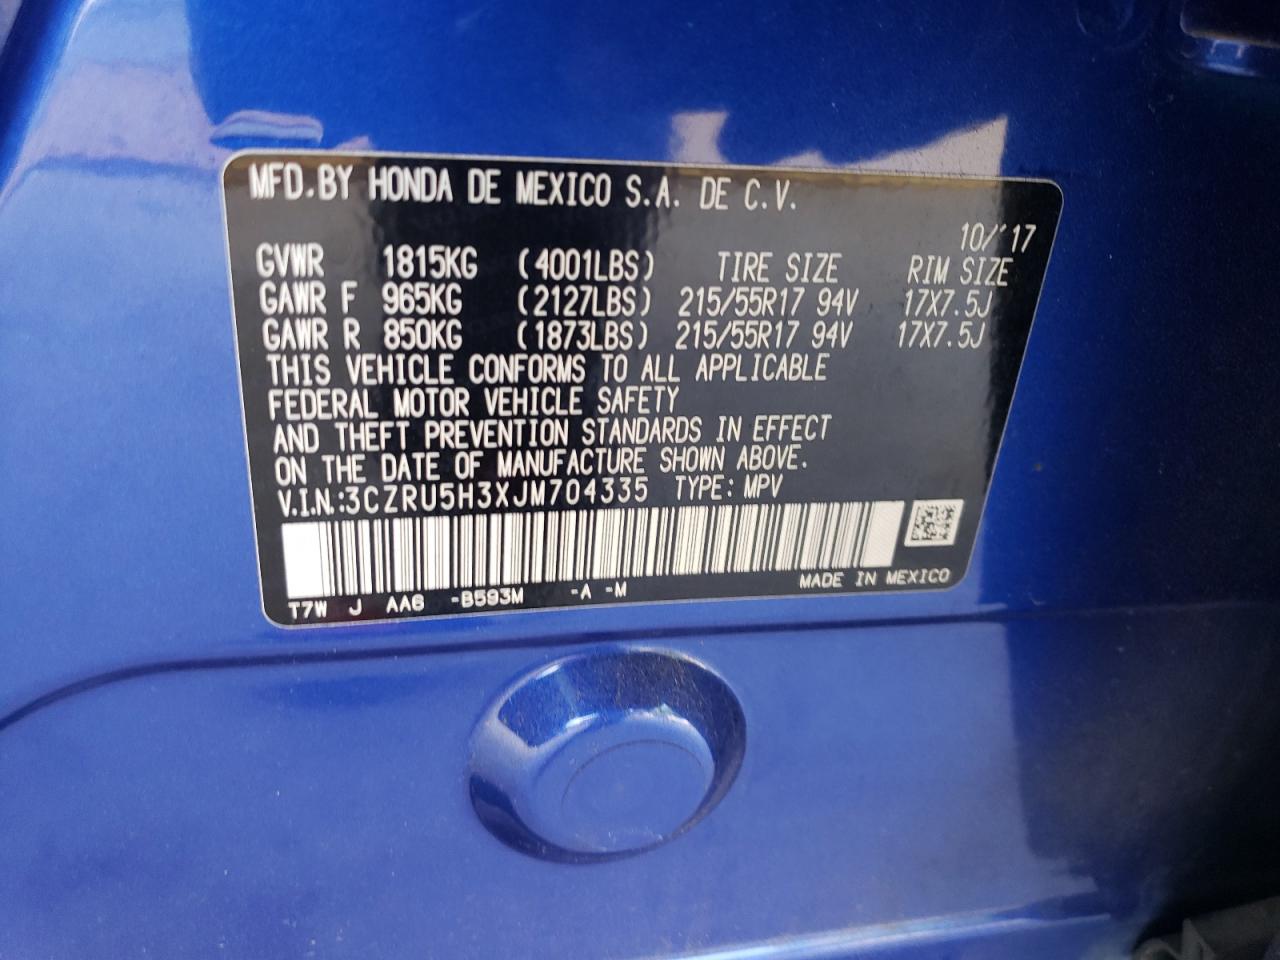 MFD.BY HONDA DE MEXICO S.A. DE C.V.
10/'17
GVWR 1815KG (4001LBS) TIRE SIZE RIM SIZE
GAWR F 965KG (2127LBS) 215/55R17 94V 17X7.5J
GAWR R 850KG (1873LBS) 215/55R17 94V 17X7.5J
THIS VEHICLE CONFORMS TO ALL APPLICABLE
FEDERAL MOTOR VEHICLE SAFETY
AND THEFT PREVENTION STANDARDS IN EFFECT
ON THE DATE OF MANUFACTURE SHOWN ABOVE.
V.I.N.:3CZRU5H3XJM704335 TYPE: MPV
MADE IN MEXICO
T7W J AA6 -B593M -A -M